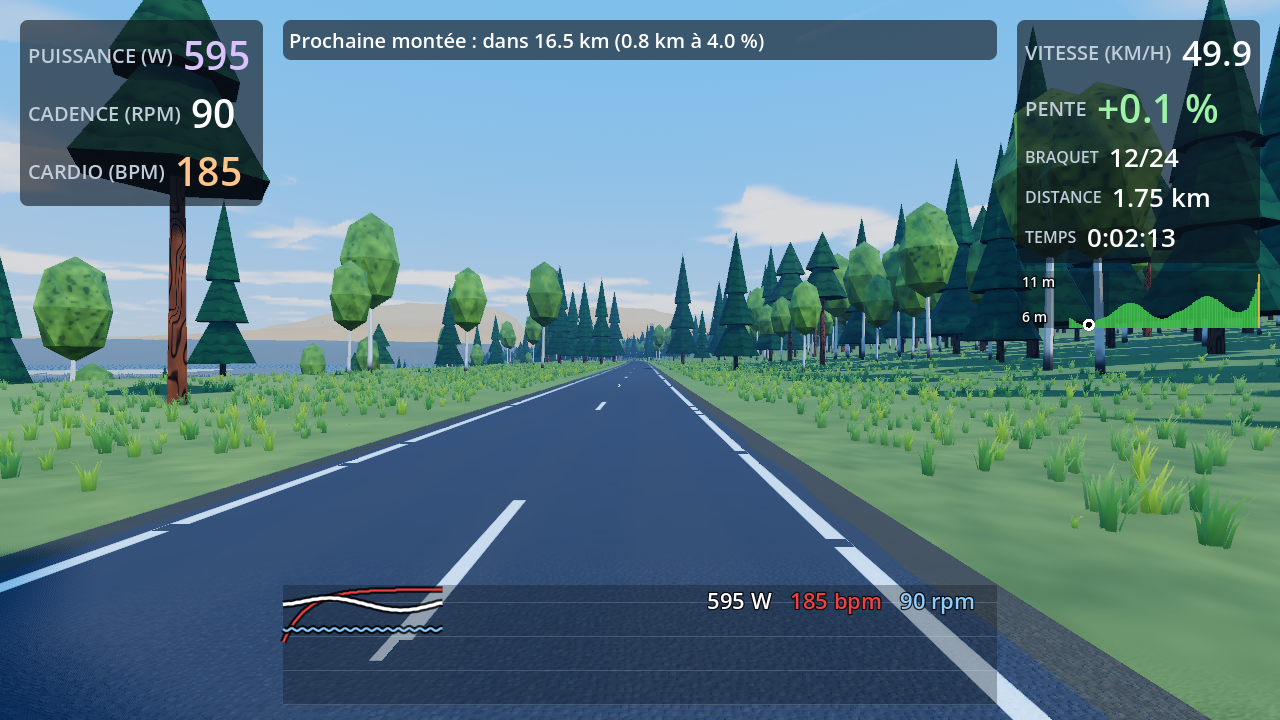 PUISSANCE (W) 595
CADENCE (RPM) 90
CARDIO (BPM) 185
Prochaine montée : dans 16.5 km (0.8 km à 4.0 %)
VITESSE (KM/H) 49.9
PENTE +0.1 %
BRAQUET 12/24
DISTANCE 1.75 km
TEMPS 0:02:13
11 m
6 m
595 W 185 bpm 90 rpm